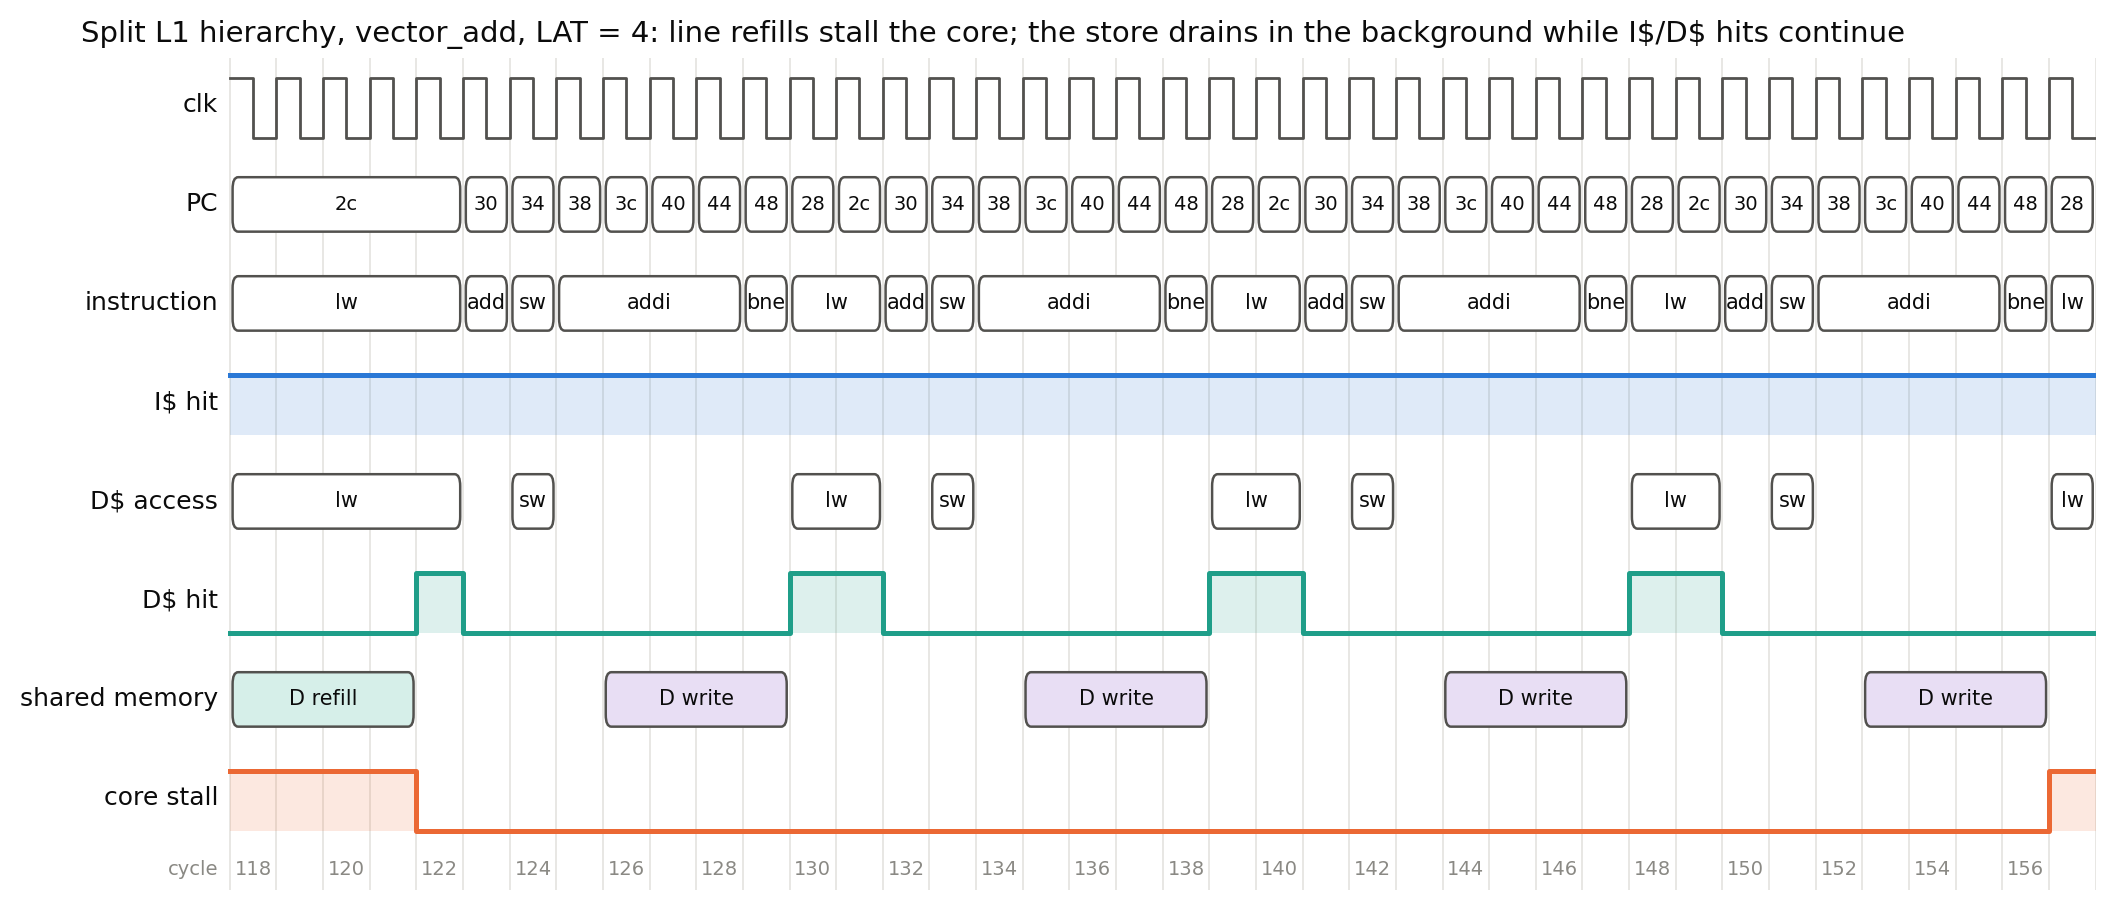 Split L1 hierarchy, vector_add, LAT = 4: line refills stall the core; the store drains in the background while I$/D$ hits continue
clk
PC 2c 30 34 38 3c 40 44 48 28 2c 30 34 38 3c 40 44 48 28 2c 30 34 38 3c 40 44 48 28 2c 30 34 38 3c 40 44 48 28
instruction lw add sw addi bne lw add sw addi bne lw add sw addi bne lw add sw addi bne lw
I$ hit
D$ access lw sw lw sw lw sw lw sw lw
D$ hit
shared memory D refill D write D write D write D write
core stall
cycle 118 120 122 124 126 128 130 132 134 136 138 140 142 144 146 148 150 152 154 156